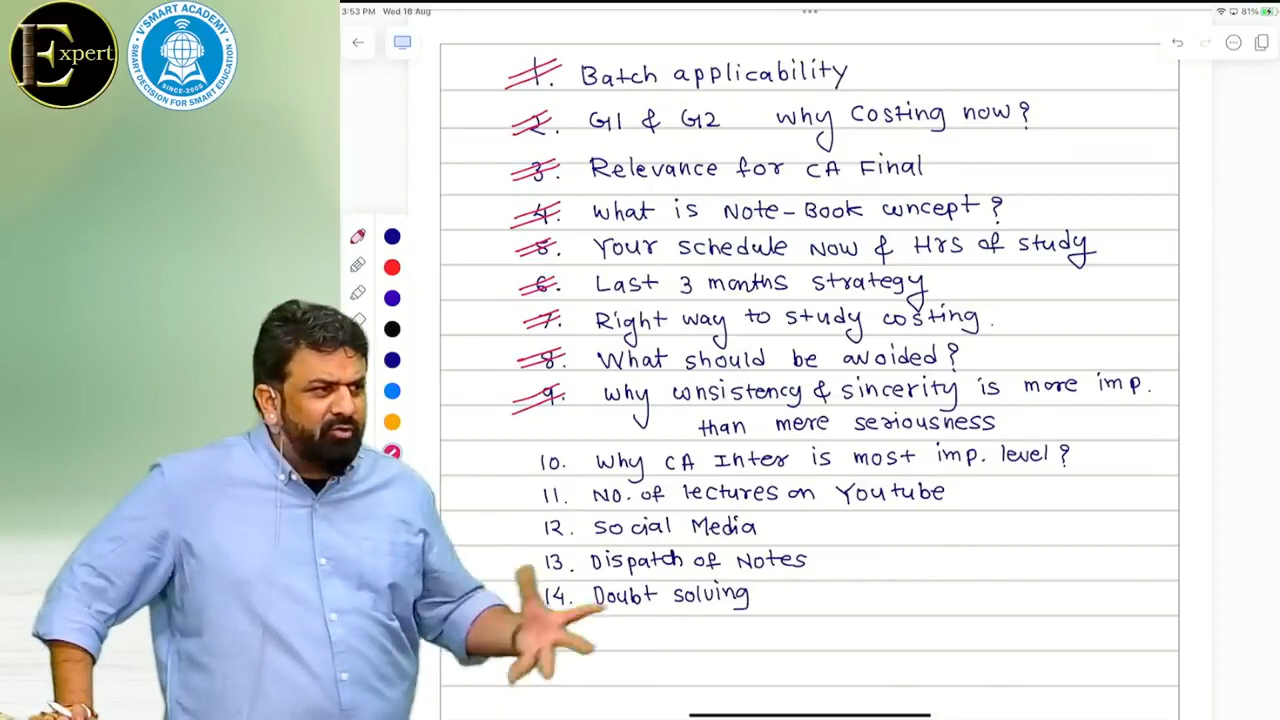 3:53 PM Wed 16 Aug
81%
Expert
V'SMART ACADEMY
SINCE-2005
SMART DECISION FOR SMART EDUCATION
1. Batch applicability
2. G1 & G2 why costing now?
3. Relevance for CA Final
4. What is Note-Book concept?
5. Your schedule Now & Hrs of study
6. Last 3 months strategy
7. Right way to study costing.
8. What should be avoided?
9. why consistency & sincerity is more imp.
than mere seriousness
10. Why CA Inter is most imp. level?
11. No. of lectures on Youtube
12. Social Media
13. Dispatch of Notes
14. Doubt solving